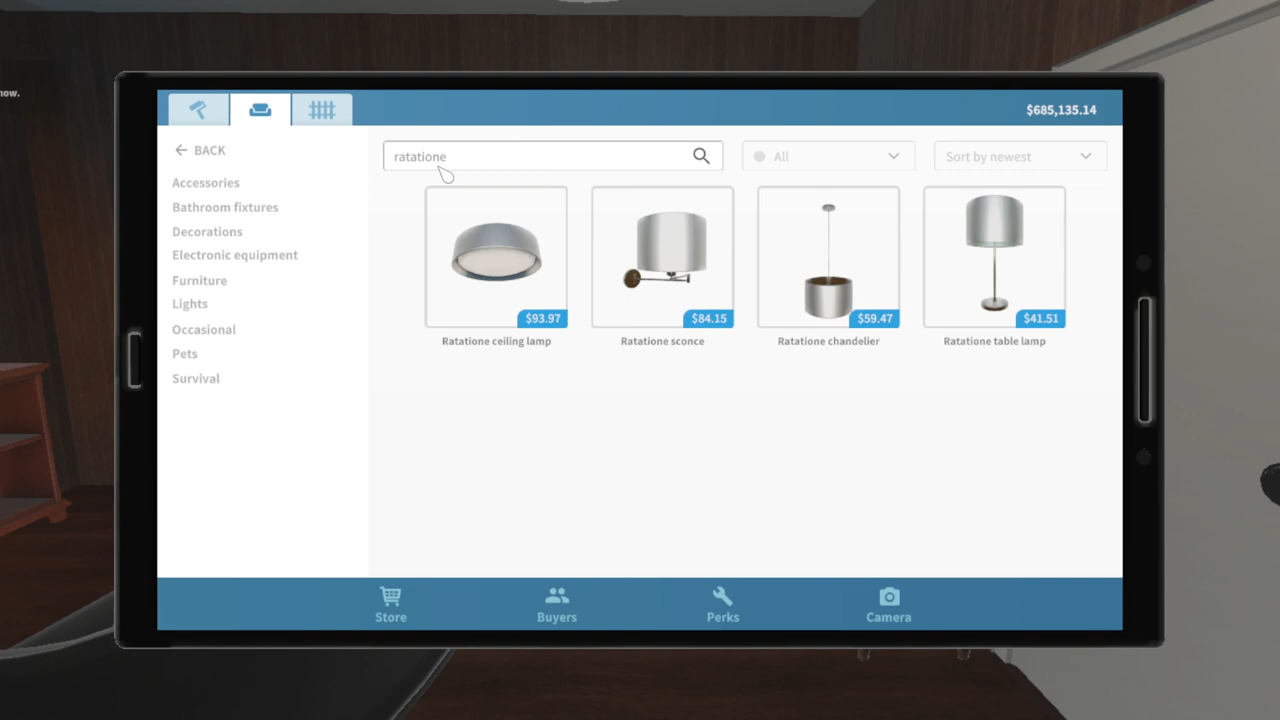 now.
$685,135.14
BACK
ratatione
All
Sort by newest
Accessories
Bathroom fixtures
Decorations
Electronic equipment
Furniture
Lights
Occasional
Pets
Survival
$93.97
$84.15
$59.47
$41.51
Ratatione ceiling lamp
Ratatione sconce
Ratatione chandelier
Ratatione table lamp
Store
Buyers
Perks
Camera